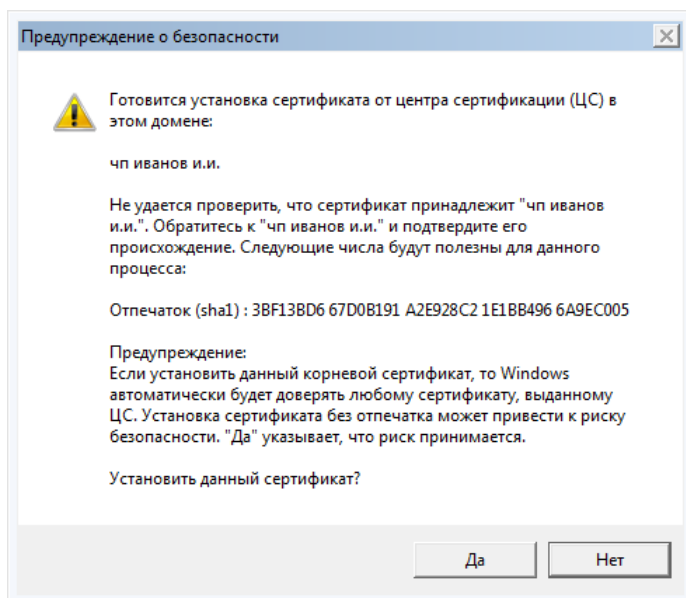 Предупреждение о безопасности
Готовится установка сертификата от центра сертификации (ЦС) в
этом домене:
чп иванов и.и.
Не удается проверить, что сертификат принадлежит "чп иванов
и.и.". Обратитесь к "чп иванов и.и." и подтвердите его
происхождение. Следующие числа будут полезны для данного
процесса:
Отпечаток (sha1) : 3BF13BD6 67D0B191 A2E928C2 1E1BB496 6A9EC005
Предупреждение:
Если установить данный корневой сертификат, то Windows
автоматически будет доверять любому сертификату, выданному
ЦС. Установка сертификата без отпечатка может привести к риску
безопасности. "Да" указывает, что риск принимается.
Установить данный сертификат?
Да
Нет